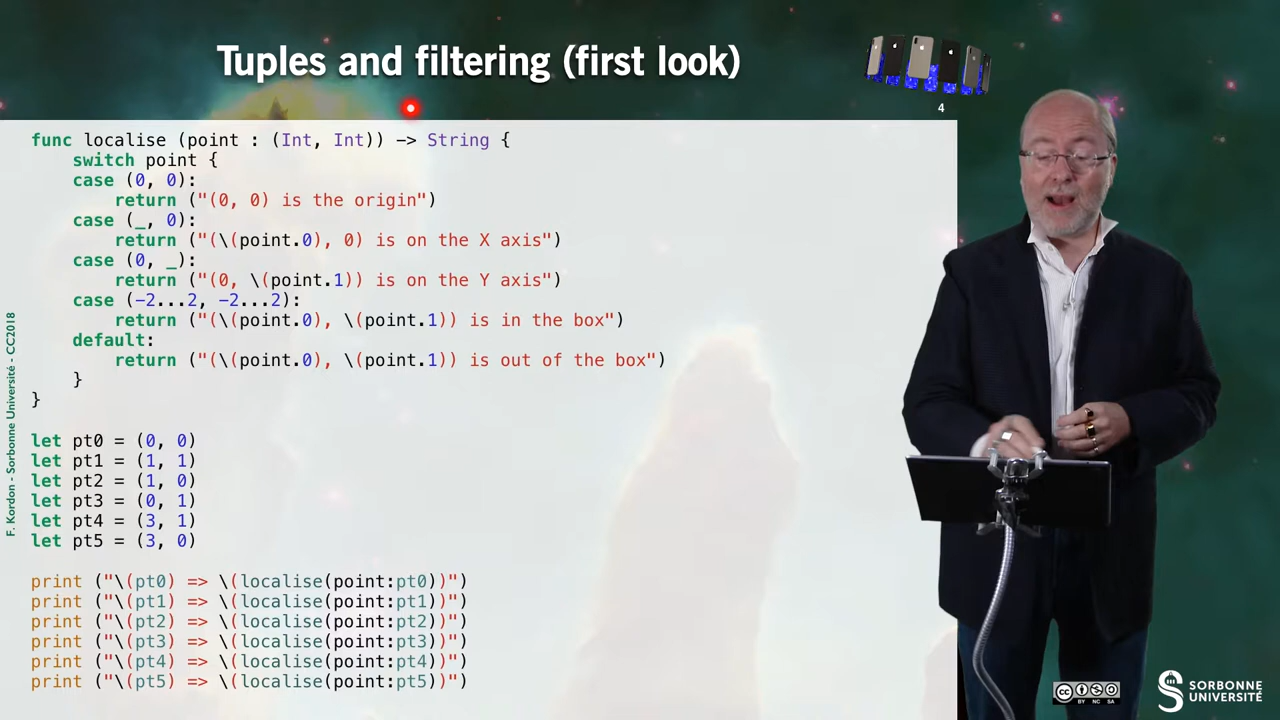 Tuples and filtering (first look)
4
func localise (point : (Int, Int)) -> String {
    switch point {
    case (0, 0):
        return ("(0, 0) is the origin")
    case (_, 0):
        return ("(\(point.0), 0) is on the X axis")
    case (0, _):
        return ("(0, \(point.1)) is on the Y axis")
    case (-2...2, -2...2):
        return ("(\(point.0), \(point.1)) is in the box")
    default:
        return ("(\(point.0), \(point.1)) is out of the box")
    }
}
let pt0 = (0, 0)
let pt1 = (1, 1)
let pt2 = (1, 0)
let pt3 = (0, 1)
let pt4 = (3, 1)
let pt5 = (3, 0)
print ("\(pt0) => \(localise(point:pt0))")
print ("\(pt1) => \(localise(point:pt1))")
print ("\(pt2) => \(localise(point:pt2))")
print ("\(pt3) => \(localise(point:pt3))")
print ("\(pt4) => \(localise(point:pt4))")
print ("\(pt5) => \(localise(point:pt5))")
F. Kordon - Sorbonne Université - CC2018
cc
BY NC SA
SORBONNE
UNIVERSITÉ